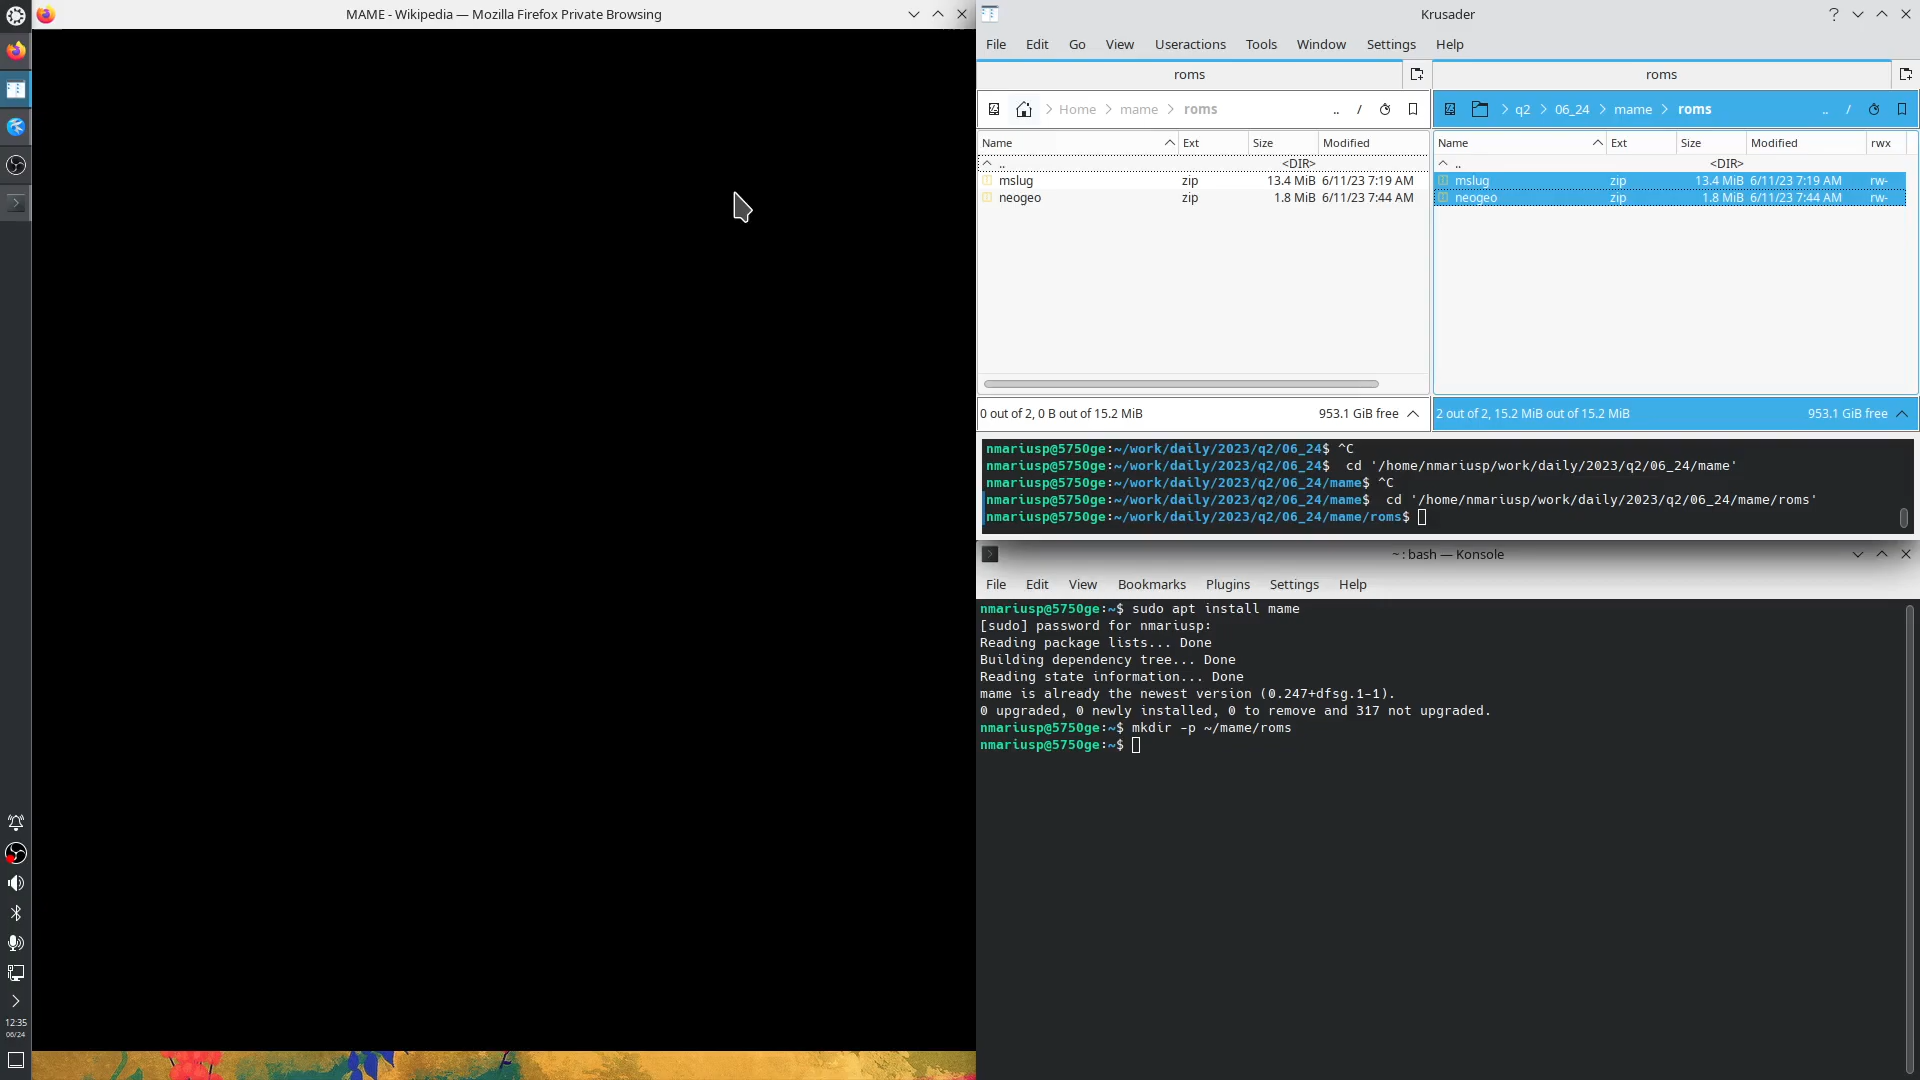 MAME - Wikipedia — Mozilla Firefox Private Browsing
Krusader
File Edit Go View Useractions Tools Window Settings Help
roms
roms
Home mame roms .. /
q2 06_24 mame roms .. /
Name Ext Size Modified
.. <DIR>
mslug zip 13.4 MiB 6/11/23 7:19 AM
neogeo zip 1.8 MiB 6/11/23 7:44 AM
Name Ext Size Modified rwx
.. <DIR>
mslug zip 13.4 MiB 6/11/23 7:19 AM rw-
neogeo zip 1.8 MiB 6/11/23 7:44 AM rw-
0 out of 2, 0 B out of 15.2 MiB 953.1 GiB free
2 out of 2, 15.2 MiB out of 15.2 MiB 953.1 GiB free
nmariusp@5750ge:~/work/daily/2023/q2/06_24$ ^C
nmariusp@5750ge:~/work/daily/2023/q2/06_24$  cd '/home/nmariusp/work/daily/2023/q2/06_24/mame'
nmariusp@5750ge:~/work/daily/2023/q2/06_24/mame$ ^C
nmariusp@5750ge:~/work/daily/2023/q2/06_24/mame$  cd '/home/nmariusp/work/daily/2023/q2/06_24/mame/roms'
nmariusp@5750ge:~/work/daily/2023/q2/06_24/mame/roms$
~ : bash — Konsole
File Edit View Bookmarks Plugins Settings Help
nmariusp@5750ge:~$ sudo apt install mame
[sudo] password for nmariusp:
Reading package lists... Done
Building dependency tree... Done
Reading state information... Done
mame is already the newest version (0.247+dfsg.1-1).
0 upgraded, 0 newly installed, 0 to remove and 317 not upgraded.
nmariusp@5750ge:~$ mkdir -p ~/mame/roms
nmariusp@5750ge:~$
12:35
06/24